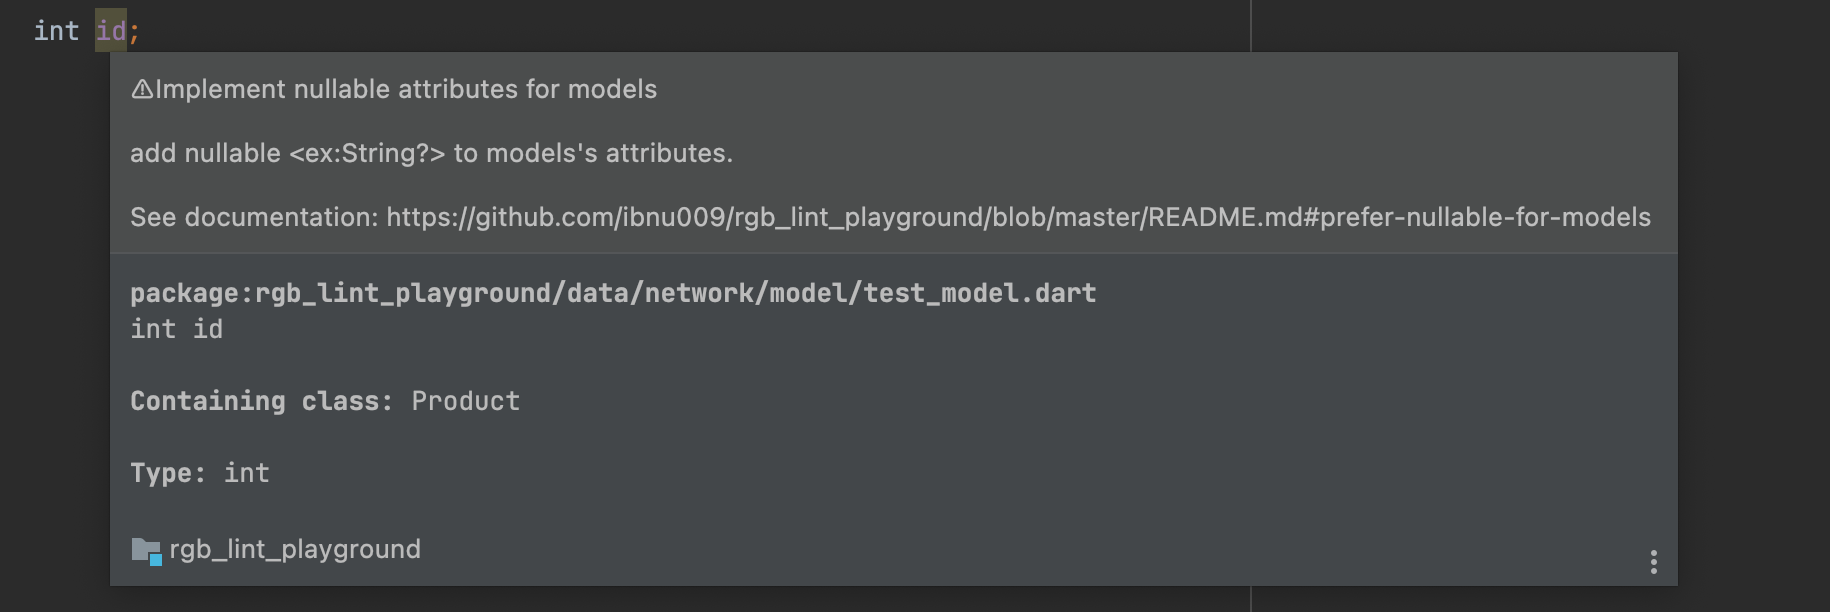 int id;
⚠Implement nullable attributes for models
add nullable <ex:String?> to models's attributes.
See documentation: https://github.com/ibnu009/rgb_lint_playground/blob/master/README.md#prefer-nullable-for-models
package:rgb_lint_playground/data/network/model/test_model.dart
int id
Containing class: Product
Type: int
rgb_lint_playground